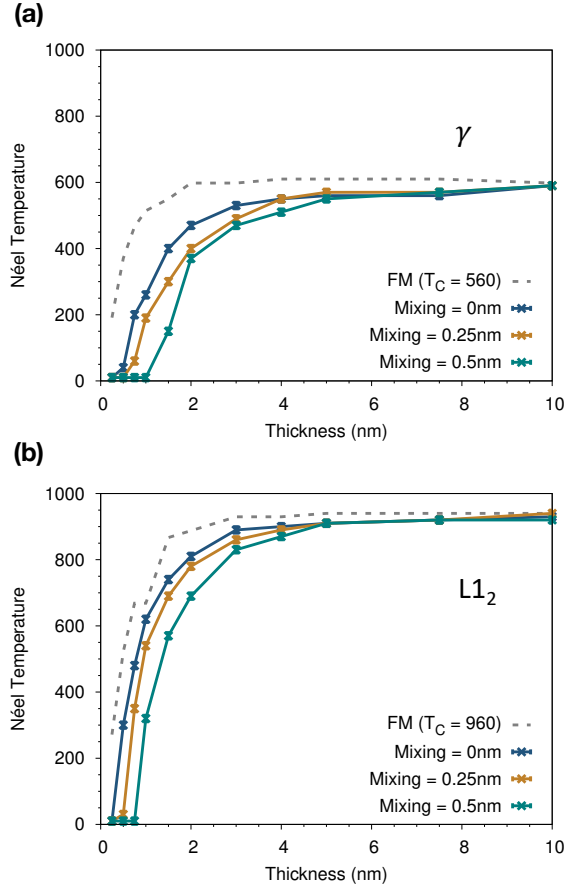 (a)
1000
800
600
400
200
0
Néel Temperature
γ
FM (T_C = 560)
Mixing = 0nm
Mixing = 0.25nm
Mixing = 0.5nm
0 2 4 6 8 10
Thickness (nm)
(b)
1000
800
600
400
200
0
Néel Temperature
L1₂
FM (T_C = 960)
Mixing = 0nm
Mixing = 0.25nm
Mixing = 0.5nm
0 2 4 6 8 10
Thickness (nm)